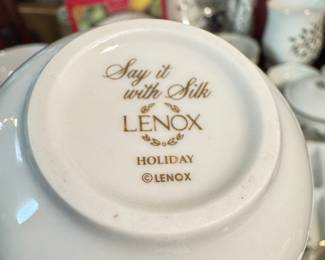 Say it
with Silk
LENOX
HOLIDAY
© LENOX